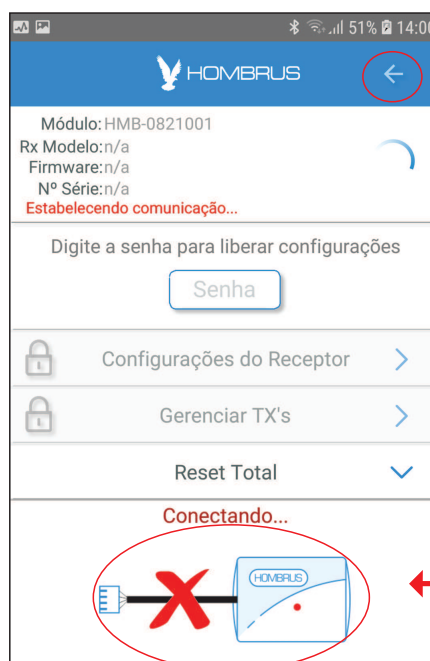 51% 14:00
HOMBRUS
Módulo: HMB-0821001
Rx Modelo: n/a
Firmware: n/a
Nº Série: n/a
Estabelecendo comunicação...
Digite a senha para liberar configurações
Senha
Configurações do Receptor
Gerenciar TX's
Reset Total
Conectando...
HOMBRUS